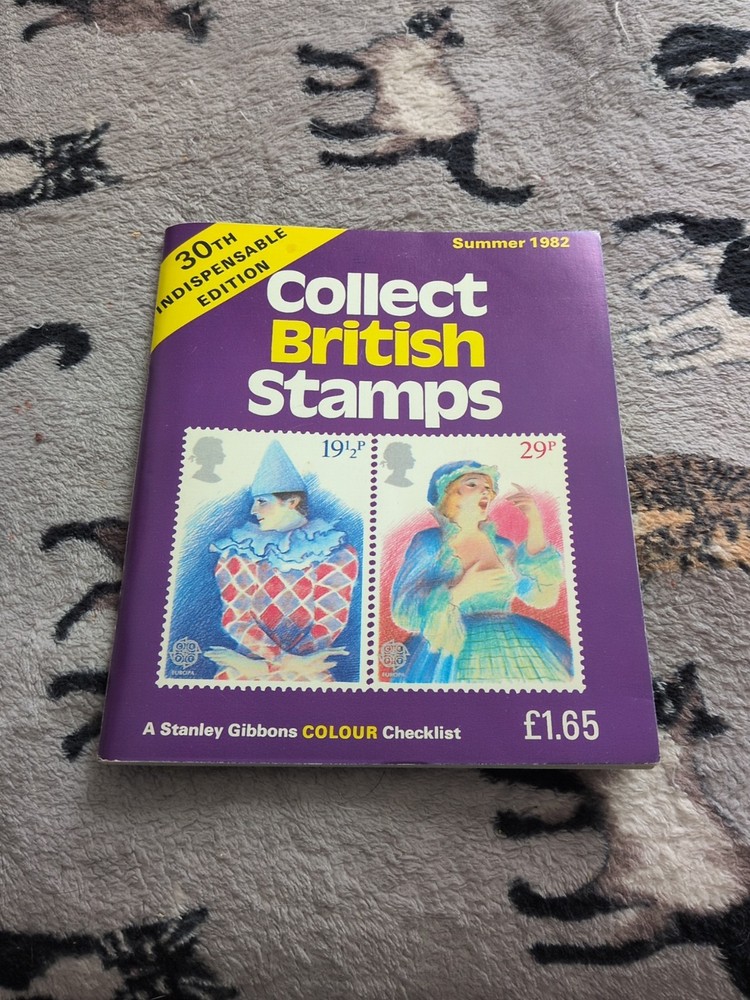 30TH
INDISPENSABLE
EDITION
Summer 1982
Collect
British
Stamps
19½P
29P
EUROPA
EUROPA
A Stanley Gibbons COLOUR Checklist
£1.65